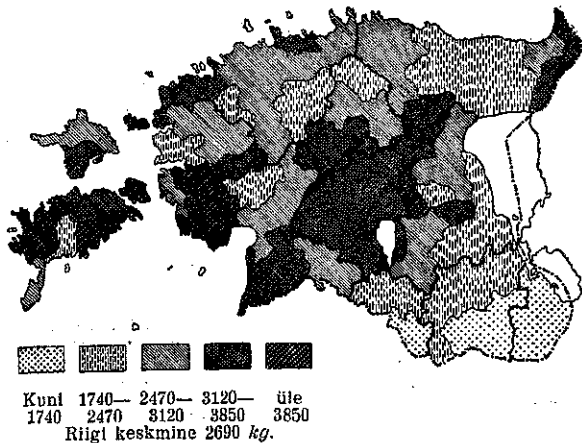 Kuni 1740— 2470— 3120— üle
1740 2470 3120 3850 3850
Riigi keskmine 2690 kg.